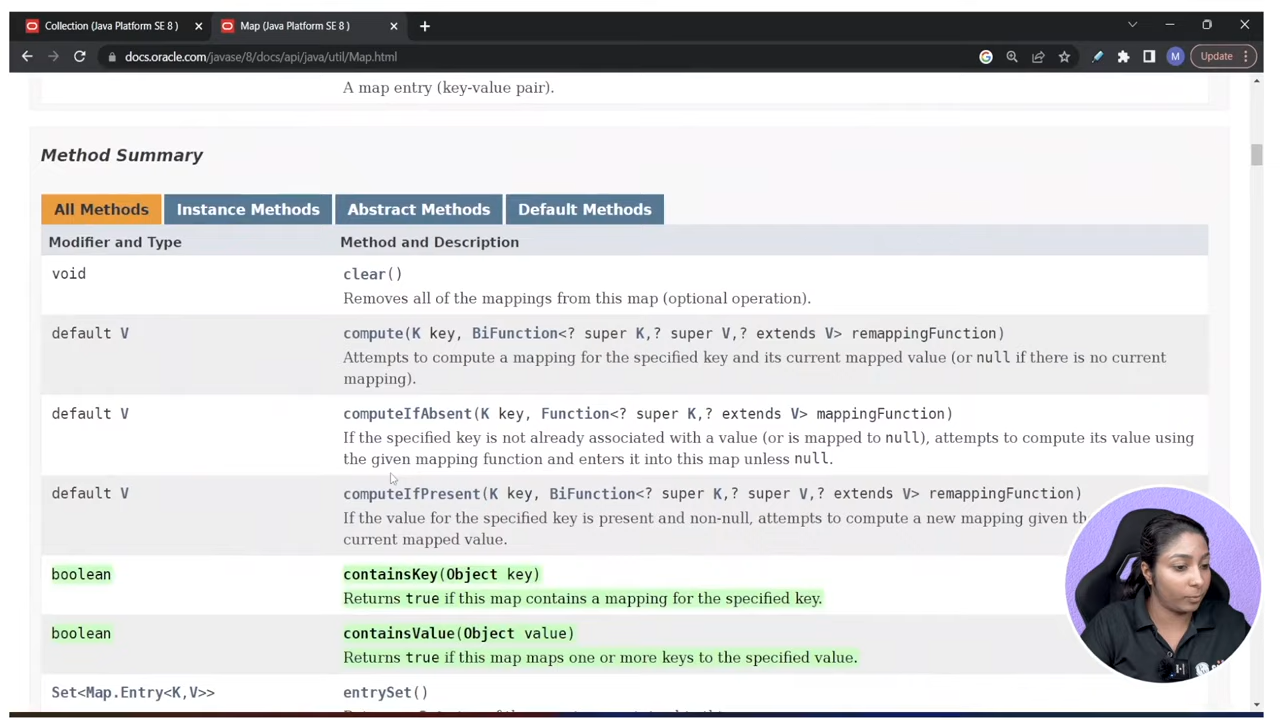 Collection (Java Platform SE 8 )
Map (Java Platform SE 8 )
docs.oracle.com/javase/8/docs/api/java/util/Map.html
M
Update
A map entry (key-value pair).
Method Summary
All Methods
Instance Methods
Abstract Methods
Default Methods
Modifier and Type
Method and Description
void
clear()
Removes all of the mappings from this map (optional operation).
default V
compute(K key, BiFunction<? super K,? super V,? extends V> remappingFunction)
Attempts to compute a mapping for the specified key and its current mapped value (or null if there is no current
mapping).
default V
computeIfAbsent(K key, Function<? super K,? extends V> mappingFunction)
If the specified key is not already associated with a value (or is mapped to null), attempts to compute its value using
the given mapping function and enters it into this map unless null.
default V
computeIfPresent(K key, BiFunction<? super K,? super V,? extends V> remappingFunction)
If the value for the specified key is present and non-null, attempts to compute a new mapping given
current mapped value.
boolean
containsKey(Object key)
Returns true if this map contains a mapping for the specified key.
boolean
containsValue(Object value)
Returns true if this map maps one or more keys to the specified value.
Set<Map.Entry<K,V>>
entrySet()